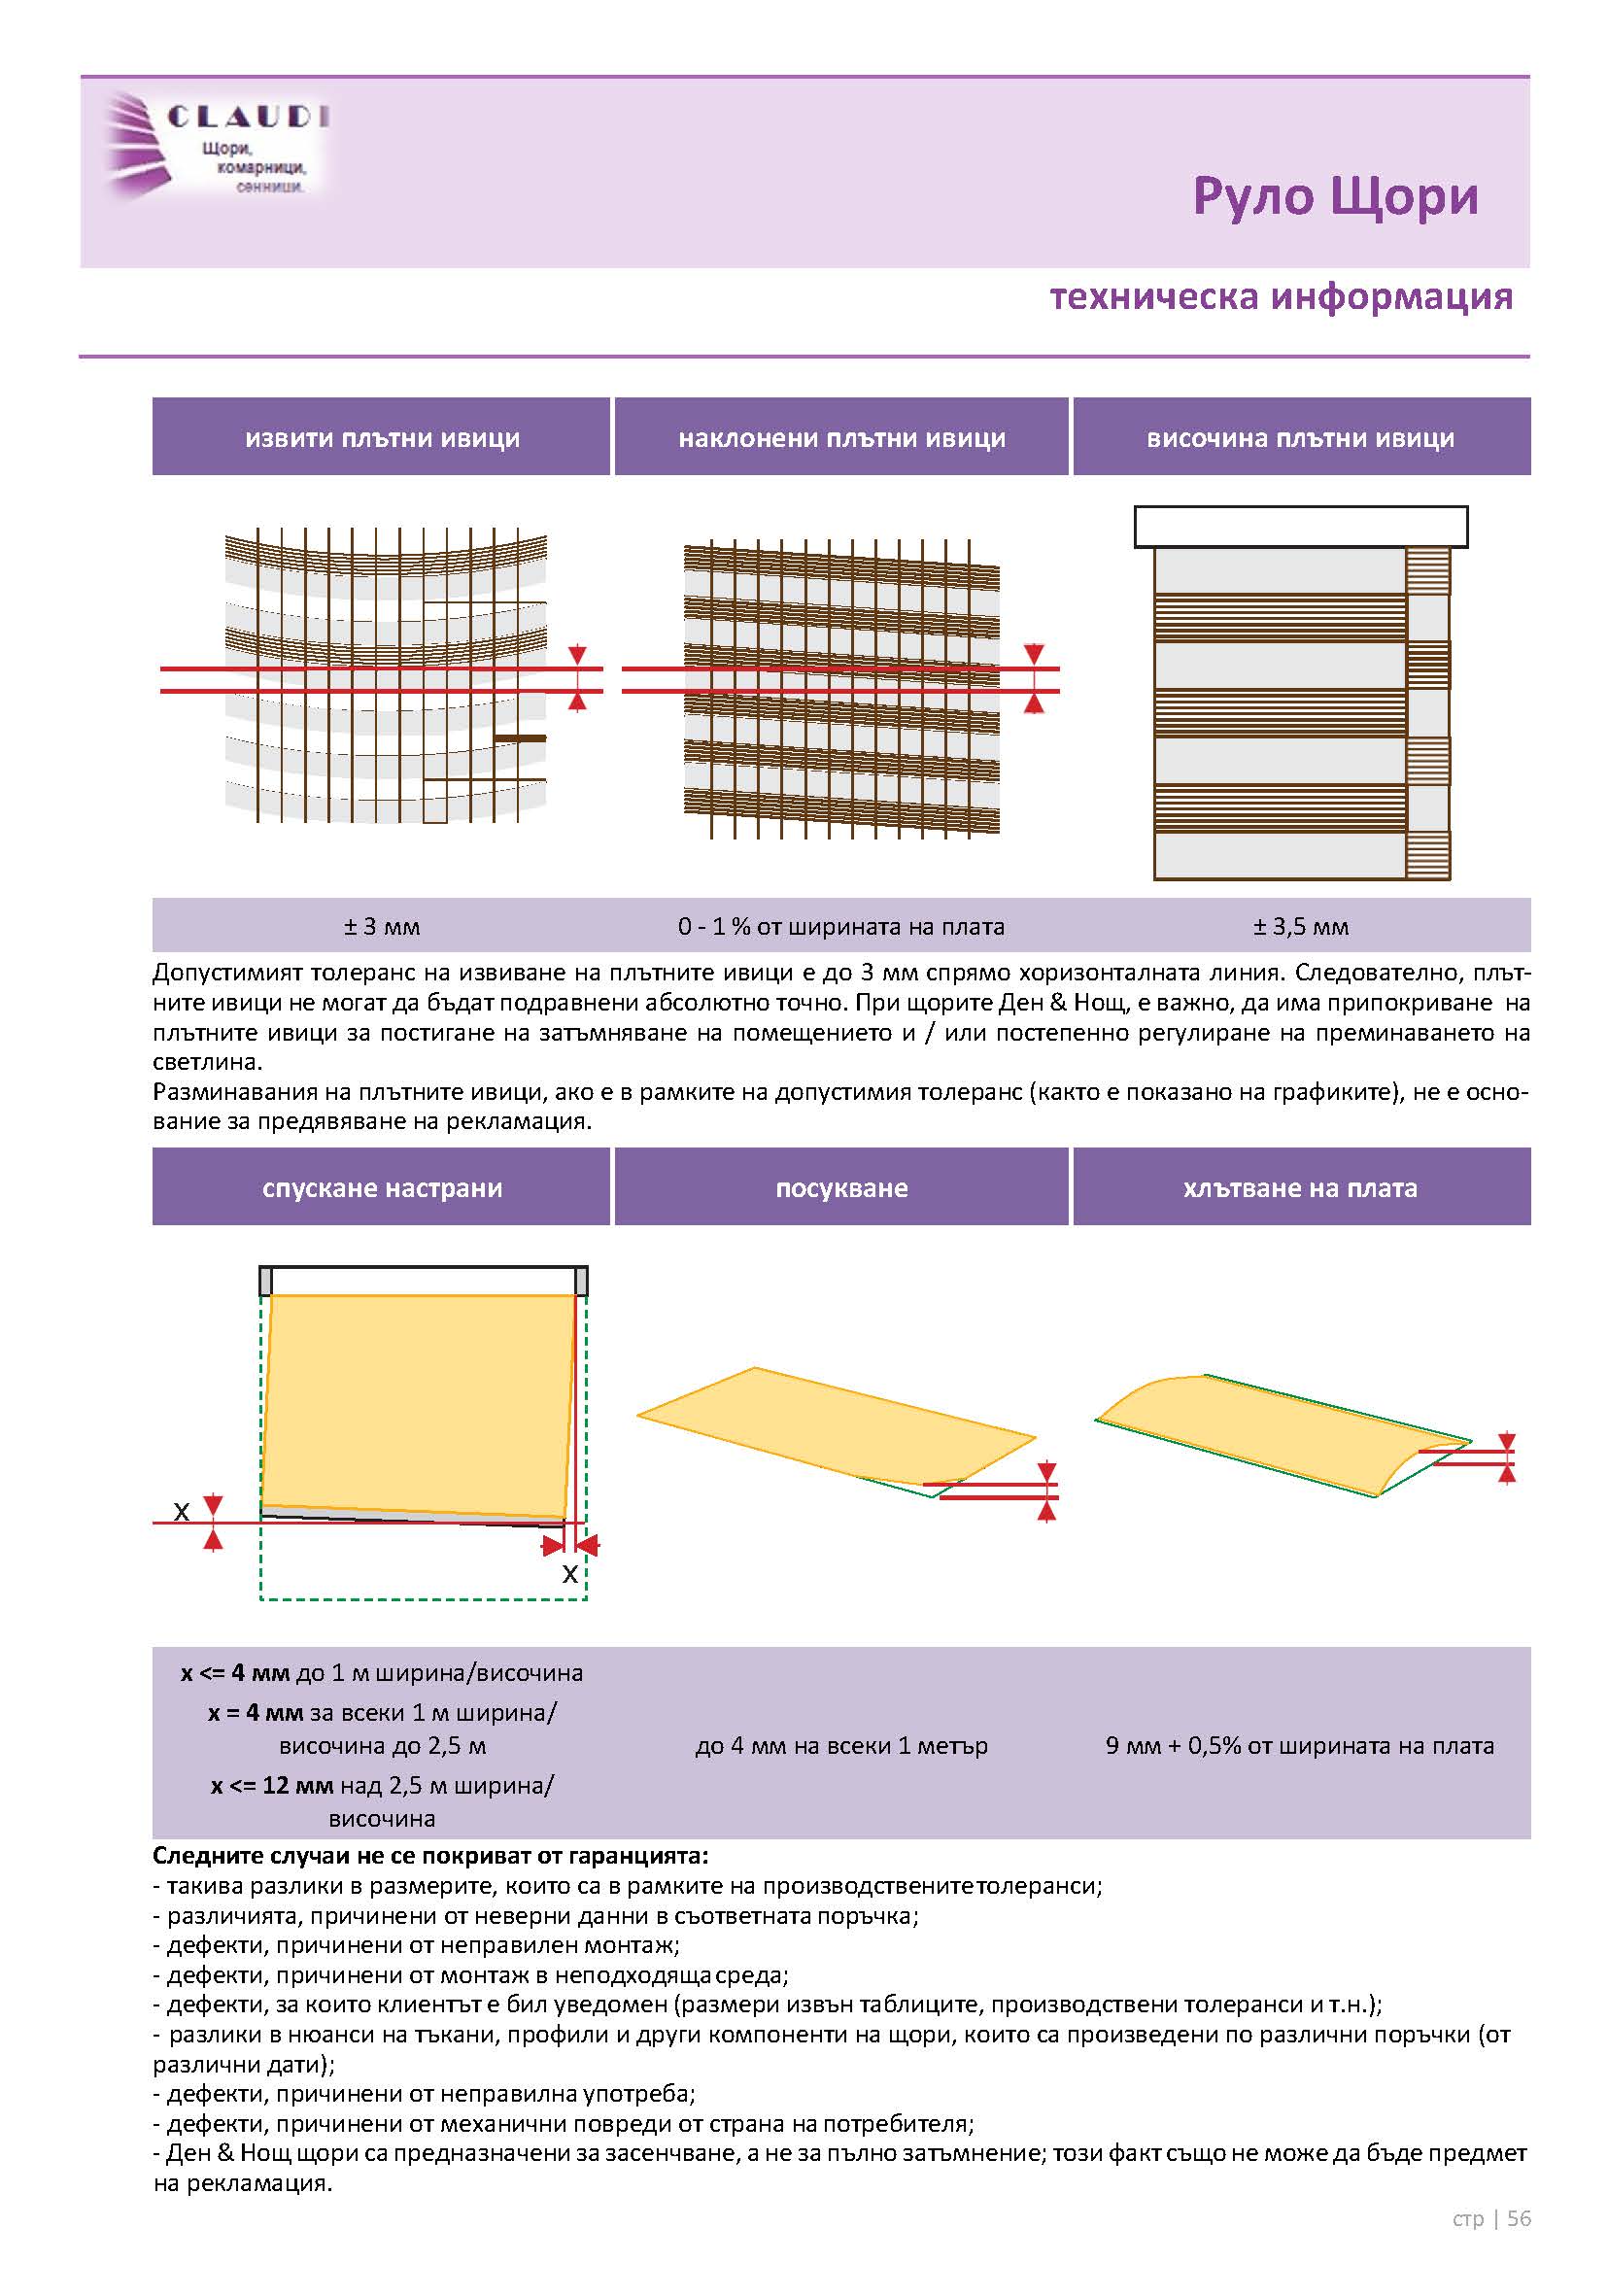 CLAUDI
Щори,
комарници,
сенници.
Руло Щори
техническа информация
извити плътни ивици
наклонени плътни ивици
височина плътни ивици
± 3 мм
0 - 1 % от ширината на плата
± 3,5 мм
Допустимият толеранс на извиване на плътните ивици е до 3 мм спрямо хоризонталната линия. Следователно, плът-
ните ивици не могат да бъдат подравнени абсолютно точно. При щорите Ден & Нощ, е важно, да има припокриване на
плътните ивици за постигане на затъмняване на помещението и / или постепенно регулиране на преминаването на
светлина.
Разминавания на плътните ивици, ако е в рамките на допустимия толеранс (както е показано на графиките), не е осно-
вание за предявяване на рекламация.
спускане настрани
посукване
хлътване на плата
X
X
x <= 4 мм до 1 м ширина/височина
x = 4 мм за всеки 1 м ширина/
височина до 2,5 м
x <= 12 мм над 2,5 м ширина/
височина
до 4 мм на всеки 1 метър
9 мм + 0,5% от ширината на плата
Следните случаи не се покриват от гаранцията:
- такива разлики в размерите, които са в рамките на производствените толеранси;
- различията, причинени от неверни данни в съответната поръчка;
- дефекти, причинени от неправилен монтаж;
- дефекти, причинени от монтаж в неподходяща среда;
- дефекти, за които клиентът е бил уведомен (размери извън таблиците, производствени толеранси и т.н.);
- разлики в нюанси на тъкани, профили и други компоненти на щори, които са произведени по различни поръчки (от
различни дати);
- дефекти, причинени от неправилна употреба;
- дефекти, причинени от механични повреди от страна на потребителя;
- Ден & Нощ щори са предназначени за засенчване, а не за пълно затъмнение; този факт също не може да бъде предмет
на рекламация.
стр | 56